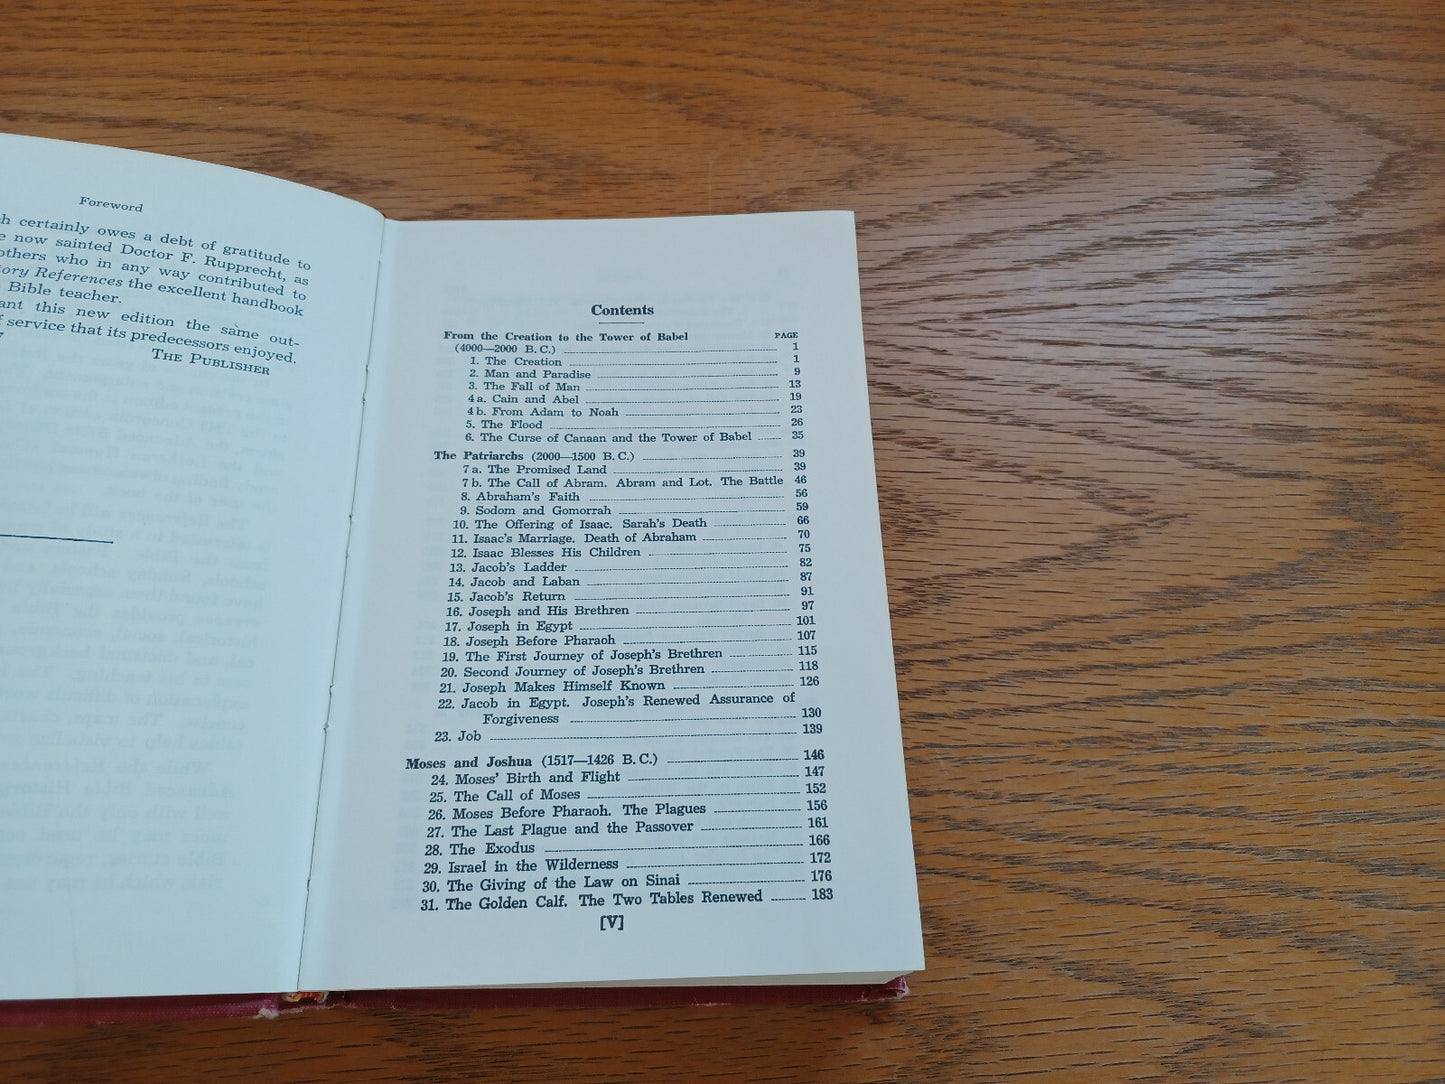 Foreword
certainly owes a debt of gratitude to
now sainted Doctor F. Rupprecht, as
others who in any way contributed to
References the excellent handbook
Bible teacher.
this new edition the same out-
service that its predecessors enjoyed.
THE PUBLISHER
Contents
From the Creation to the Tower of Babel PAGE
(4000—2000 B. C.) 1
1. The Creation 1
2. Man and Paradise 9
3. The Fall of Man 13
4 a. Cain and Abel 19
4 b. From Adam to Noah 23
5. The Flood 26
6. The Curse of Canaan and the Tower of Babel 35
The Patriarchs (2000—1500 B. C.) 39
7 a. The Promised Land 39
7 b. The Call of Abram. Abram and Lot. The Battle 46
8. Abraham's Faith 56
9. Sodom and Gomorrah 59
10. The Offering of Isaac. Sarah's Death 66
11. Isaac's Marriage. Death of Abraham 70
12. Isaac Blesses His Children 75
13. Jacob's Ladder 82
14. Jacob and Laban 87
15. Jacob's Return 91
16. Joseph and His Brethren 97
17. Joseph in Egypt 101
18. Joseph Before Pharaoh 107
19. The First Journey of Joseph's Brethren 115
20. Second Journey of Joseph's Brethren 118
21. Joseph Makes Himself Known 126
22. Jacob in Egypt. Joseph's Renewed Assurance of
Forgiveness 130
23. Job 139
Moses and Joshua (1517—1426 B. C.) 146
24. Moses' Birth and Flight 147
25. The Call of Moses 152
26. Moses Before Pharaoh. The Plagues 156
27. The Last Plague and the Passover 161
28. The Exodus 166
29. Israel in the Wilderness 172
30. The Giving of the Law on Sinai 176
31. The Golden Calf. The Two Tables Renewed 183
[V]